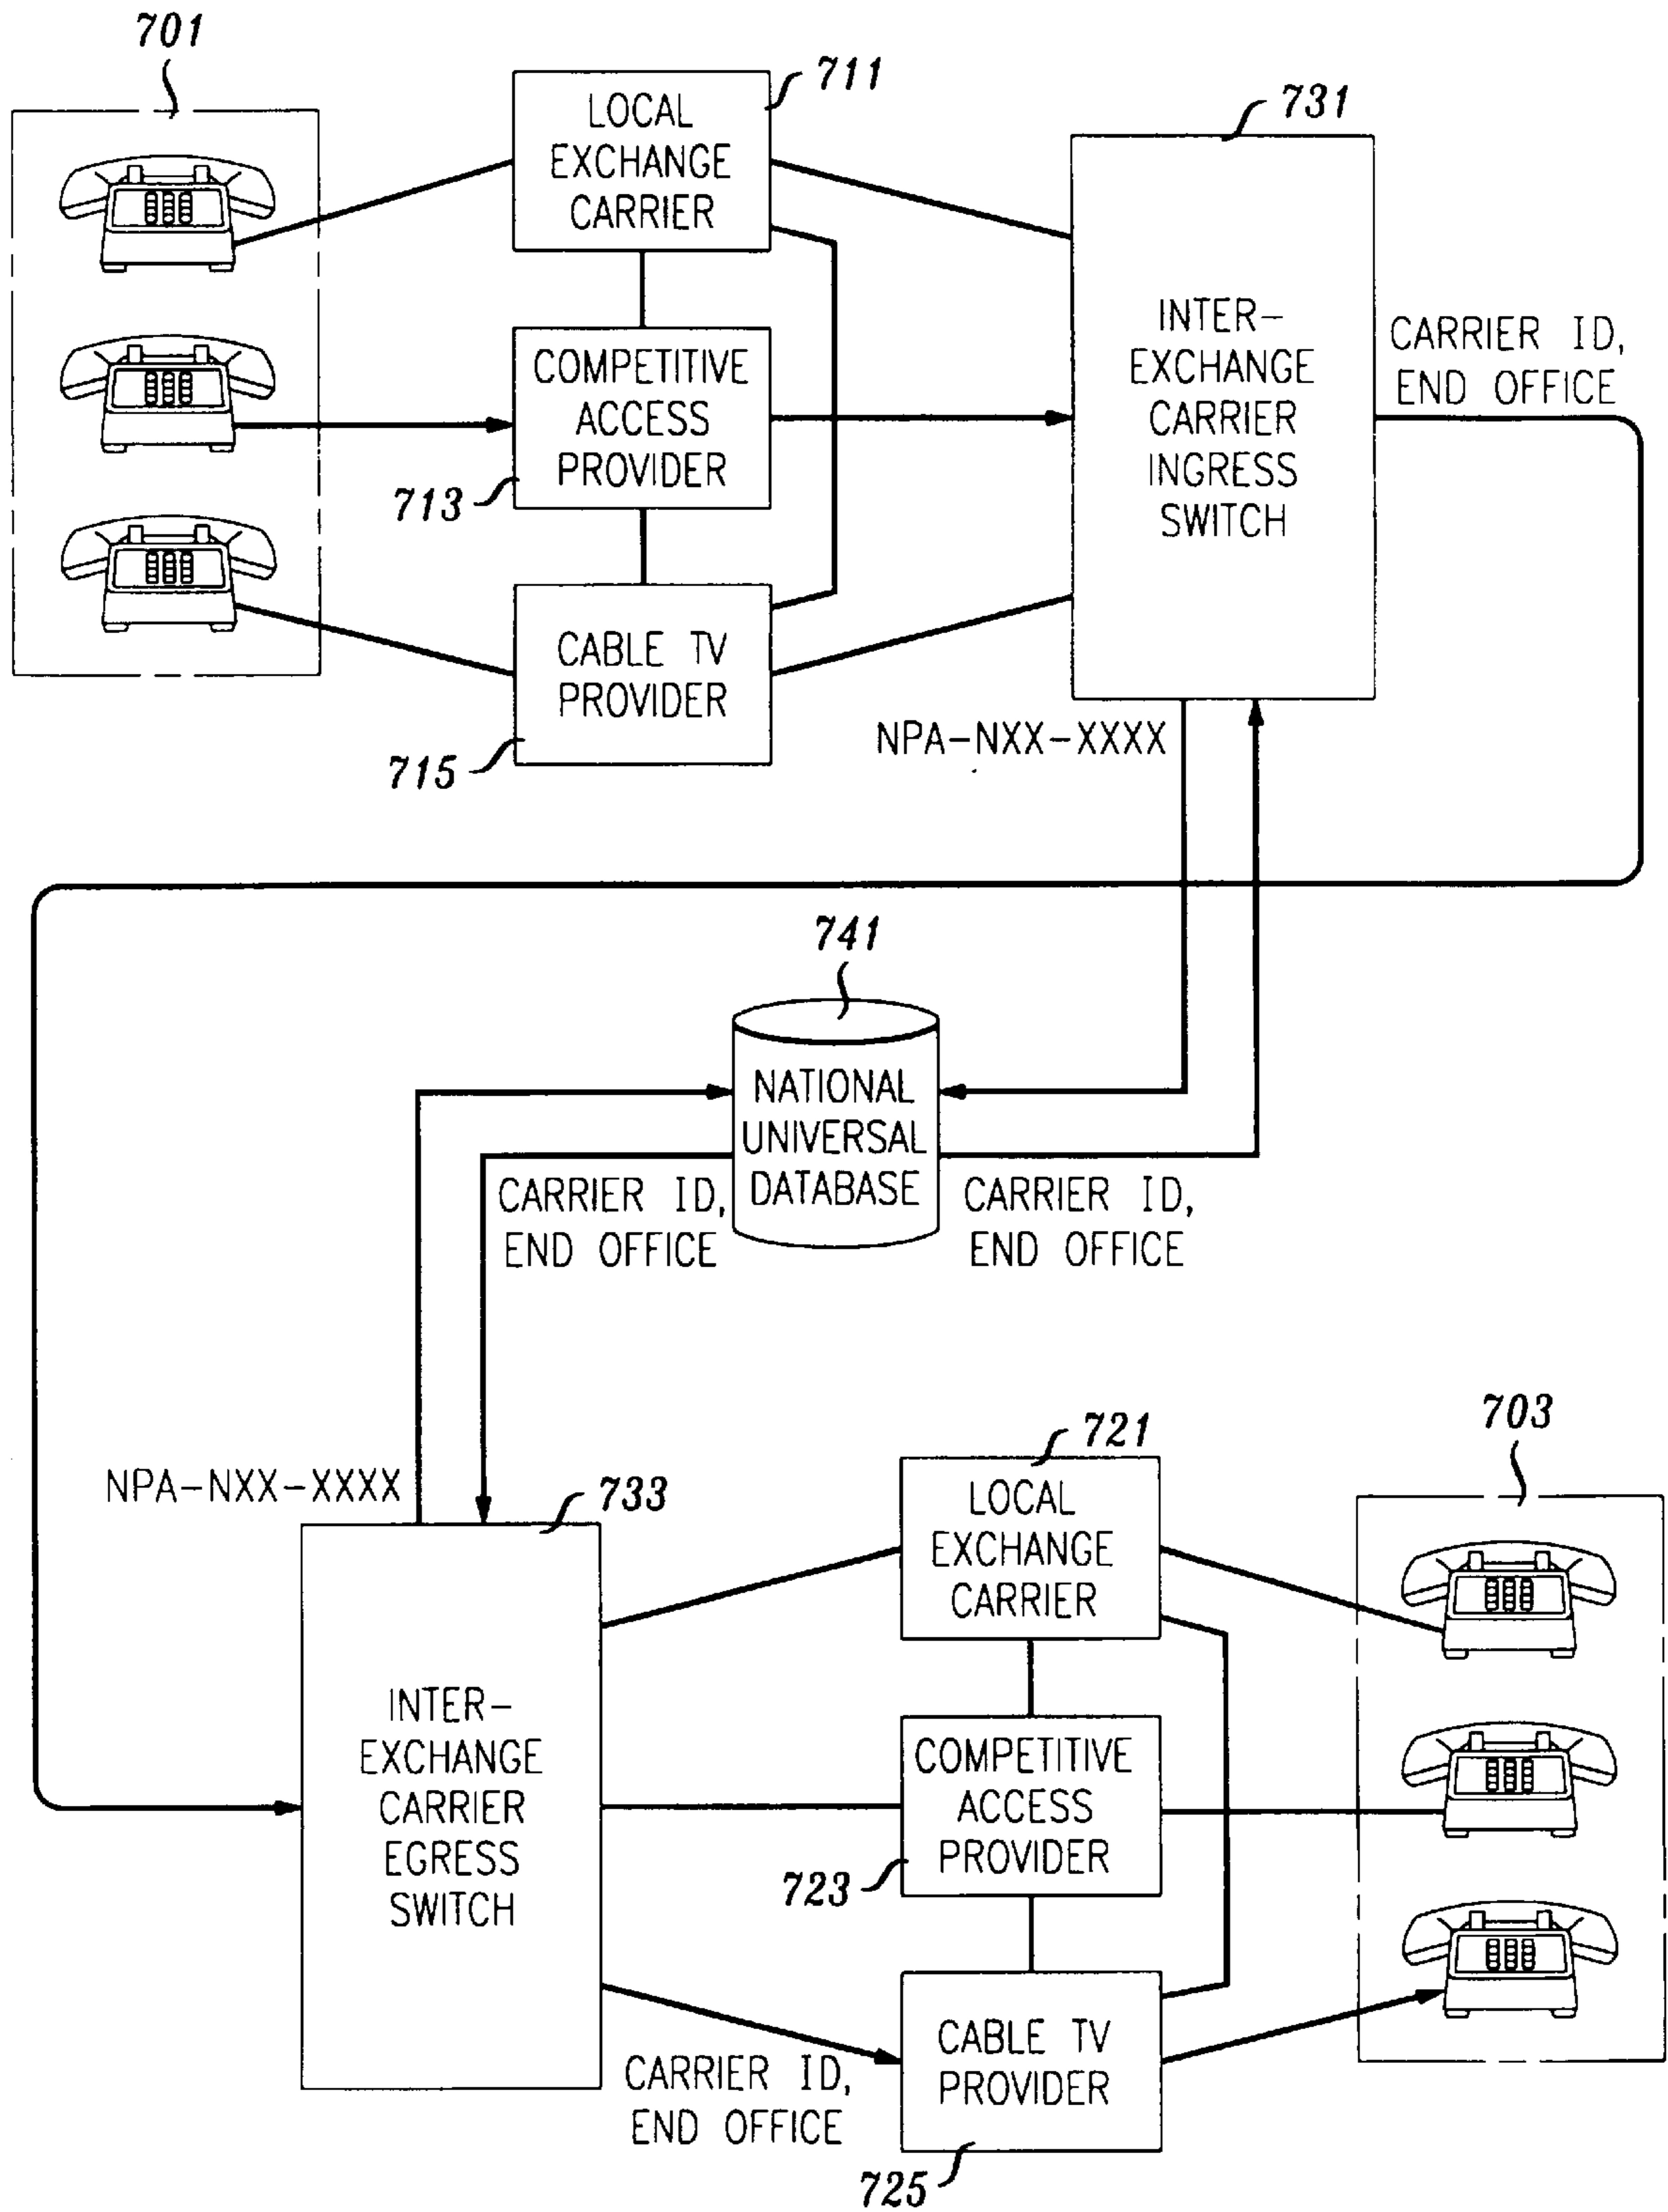 701
711
LOCAL
EXCHANGE
CARRIER
731
INTER-
EXCHANGE
CARRIER
INGRESS
SWITCH
CARRIER ID,
END OFFICE
COMPETITIVE
ACCESS
PROVIDER
713
CABLE TV
PROVIDER
715
NPA-NXX-XXXX
741
NATIONAL
UNIVERSAL
DATABASE
CARRIER ID,
END OFFICE
CARRIER ID,
END OFFICE
NPA-NXX-XXXX
733
INTER-
EXCHANGE
CARRIER
EGRESS
SWITCH
721
LOCAL
EXCHANGE
CARRIER
703
COMPETITIVE
ACCESS
PROVIDER
723
CABLE TV
PROVIDER
725
CARRIER ID,
END OFFICE